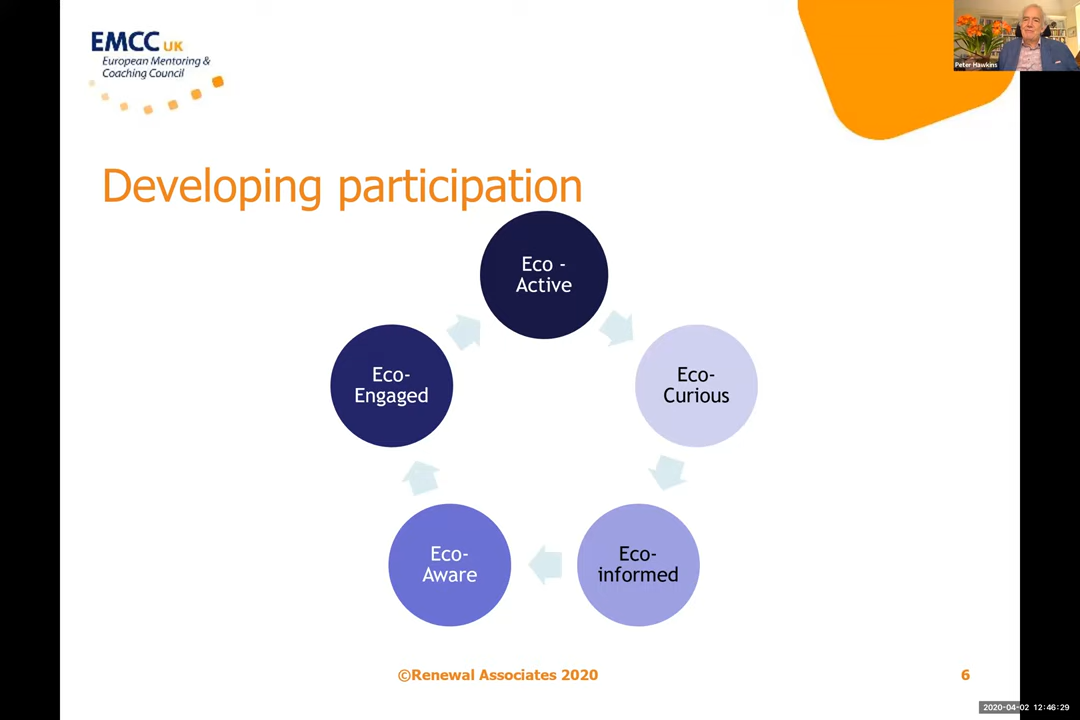 EMCC UK
European Mentoring &
Coaching Council
Peter Hawkins
Developing participation
Eco -
Active
Eco-
Curious
Eco-
informed
Eco-
Aware
Eco-
Engaged
©Renewal Associates 2020
6
2020-04-02 12:46:29